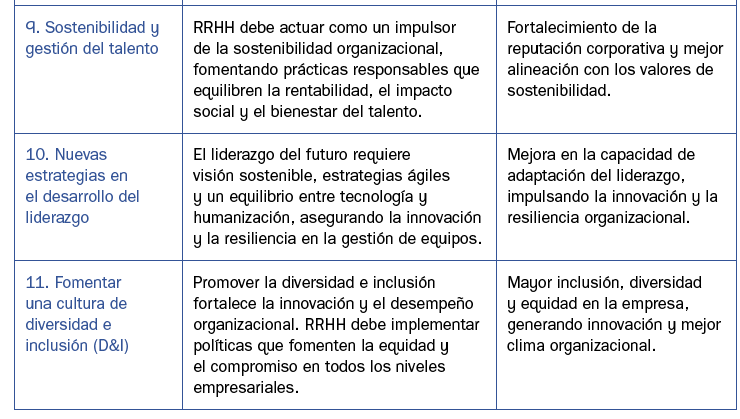 9. Sostenibilidad y
gestión del talento
RRHH debe actuar como un impulsor
de la sostenibilidad organizacional,
fomentando prácticas responsables que
equilibren la rentabilidad, el impacto
social y el bienestar del talento.
Fortalecimiento de la
reputación corporativa y mejor
alineación con los valores de
sostenibilidad.
10. Nuevas
estrategias en
el desarrollo del
liderazgo
El liderazgo del futuro requiere
visión sostenible, estrategias ágiles
y un equilibrio entre tecnología y
humanización, asegurando la innovación
y la resiliencia en la gestión de equipos.
Mejora en la capacidad de
adaptación del liderazgo,
impulsando la innovación y la
resiliencia organizacional.
11. Fomentar
una cultura de
diversidad e
inclusión (D&I)
Promover la diversidad e inclusión
fortalece la innovación y el desempeño
organizacional. RRHH debe implementar
políticas que fomenten la equidad y
el compromiso en todos los niveles
empresariales.
Mayor inclusión, diversidad
y equidad en la empresa,
generando innovación y mejor
clima organizacional.